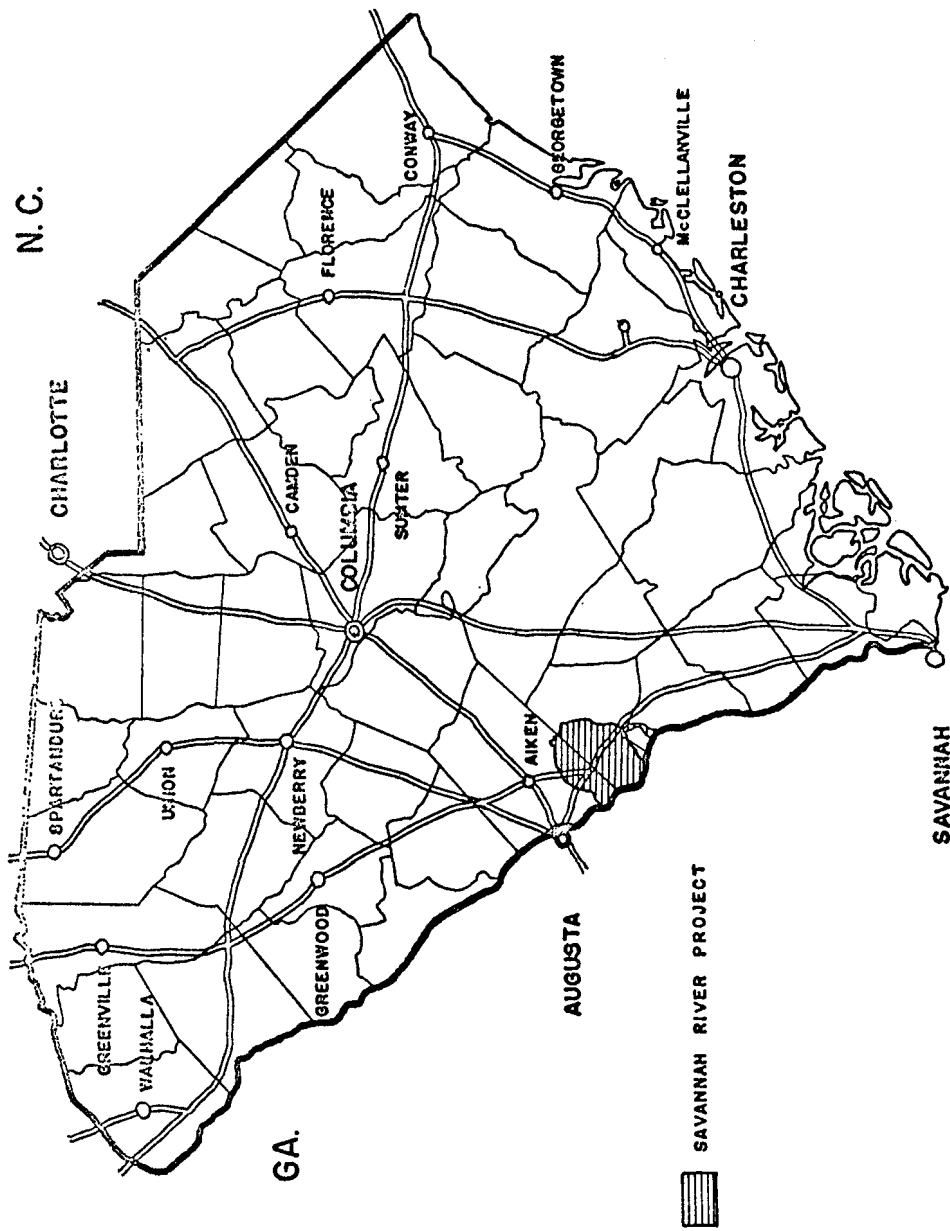 N. C.
CHARLOTTE
SPARTANBURG
GREENVILLE
WALHALLA
UNION
NEWBERRY
GREENWOOD
CAMDEN
COLUMBIA
SUMTER
FLORENCE
CONWAY
GEORGETOWN
McCLELLANVILLE
CHARLESTON
AIKEN
AUGUSTA
GA.
SAVANNAH
SAVANNAH RIVER PROJECT